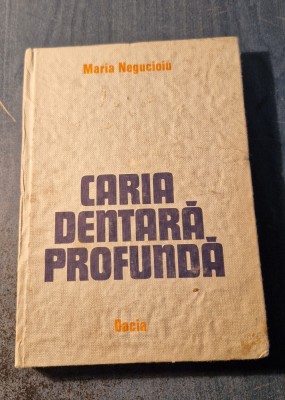 Maria Negucioiu
CARIA
DENTARĂ
PROFUNDĂ
Dacia